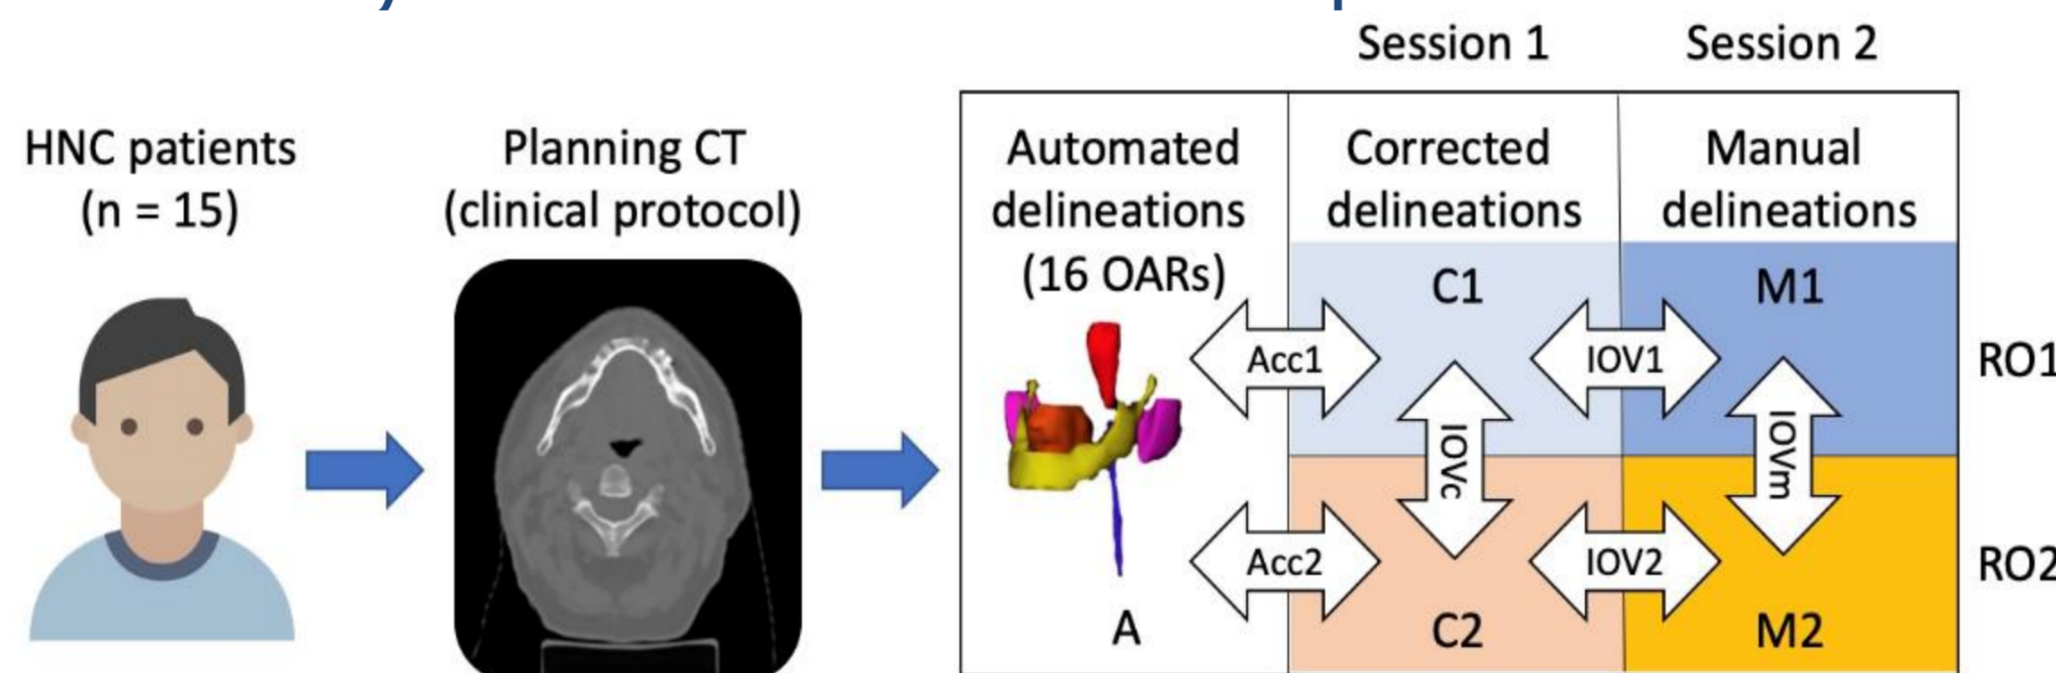 Session 1
Session 2
HNC patients
(n = 15)
Planning CT
(clinical protocol)
Automated
delineations
(16 OARs)
Corrected
delineations
Manual
delineations
C1
M1
Acc1
IOV1
RO1
IOVc
IOVm
Acc2
IOV2
RO2
A
C2
M2